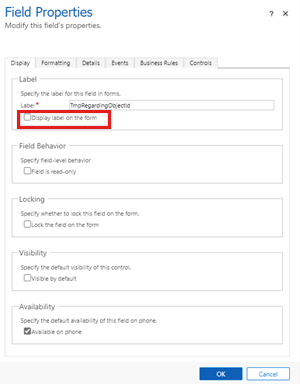 Field Properties
? ×
Modify this field's properties.
Display Formatting Details Events Business Rules Controls
Label
Specify the label for this field in forms.
Label * TmpRegardingObjectId
Display label on the form
Field Behavior
Specify field-level behavior
Field is read-only
Locking
Specify whether to lock this field on the form.
Lock the field on the form
Visibility
Specify the default visibility of this control.
Visible by default
Availability
Specify the default availability of this field on phone.
Available on phone
OK Cancel